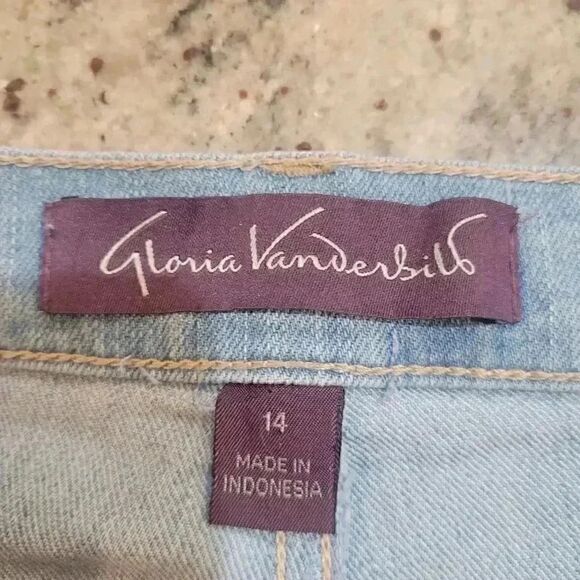 Gloria Vanderbilt
14
MADE IN
INDONESIA